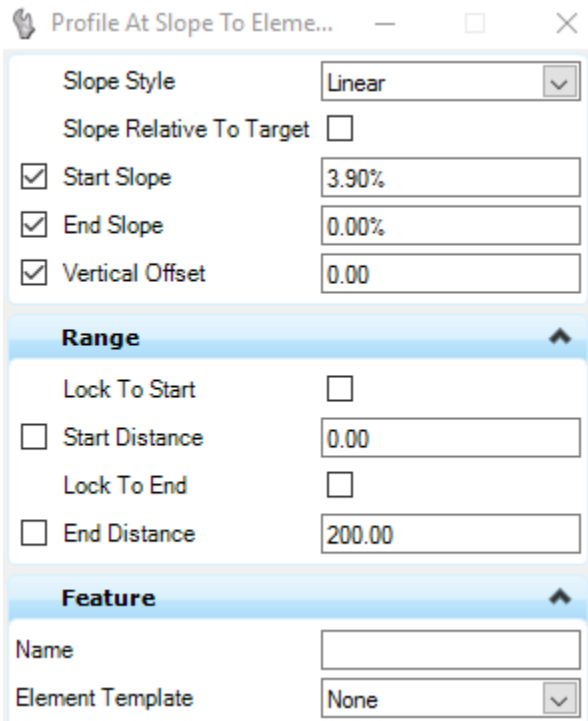 Profile At Slope To Eleme...
Slope Style Linear
Slope Relative To Target
Start Slope 3.90%
End Slope 0.00%
Vertical Offset 0.00
Range
Lock To Start
Start Distance 0.00
Lock To End
End Distance 200.00
Feature
Name
Element Template None